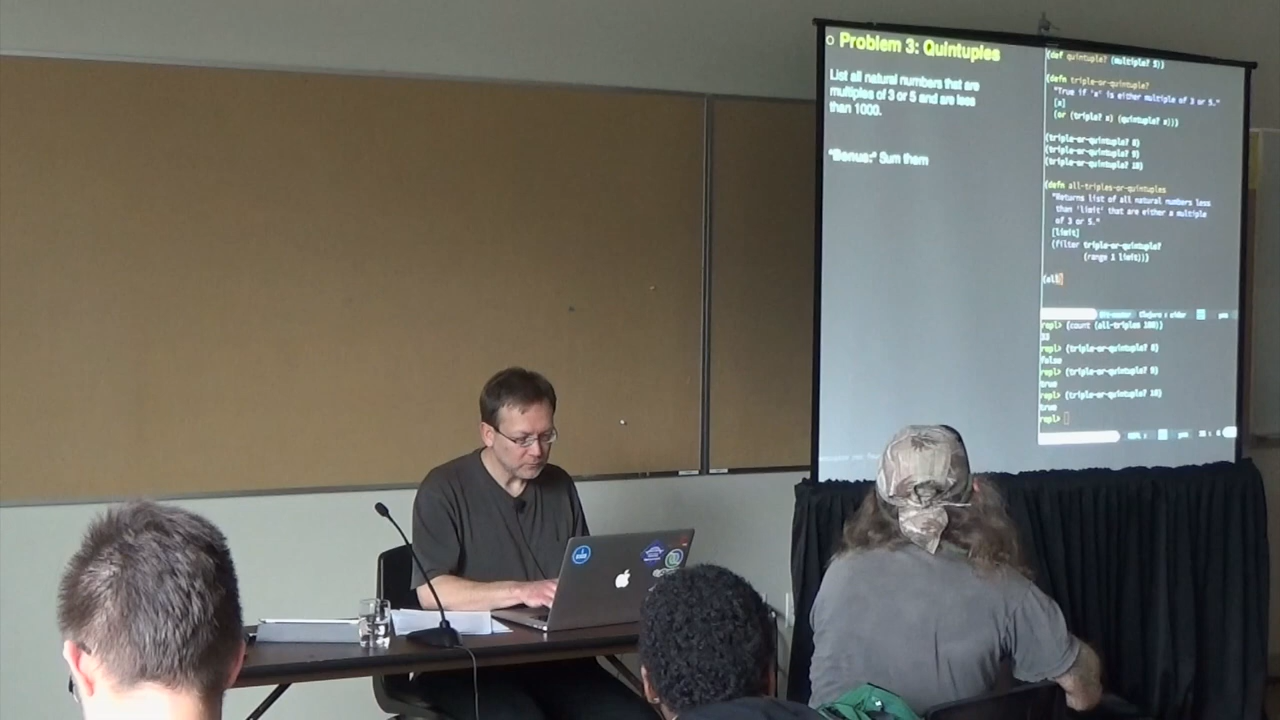 Problem 3: Quintuples
List all natural numbers that are
multiples of 3 or 5 and are less
than 1000.
"Bonus:" Sum them
(def quintuple? (multiple? 5))
(defn triple-or-quintuple?
"True if 'x' is either multiple of 3 or 5."
[x]
(or (triple? x) (quintuple? x)))
(triple-or-quintuple? 8)
(triple-or-quintuple? 9)
(triple-or-quintuple? 10)
(defn all-triples-or-quintuples
"Returns list of all natural numbers less
than 'limit' that are either a multiple
of 3 or 5."
[limit]
(filter triple-or-quintuple?
(range 1 limit)))
(all
repl> (count (all-triples 100))
33
repl> (triple-or-quintuple? 8)
false
repl> (triple-or-quintuple? 9)
true
repl> (triple-or-quintuple? 10)
true
repl>